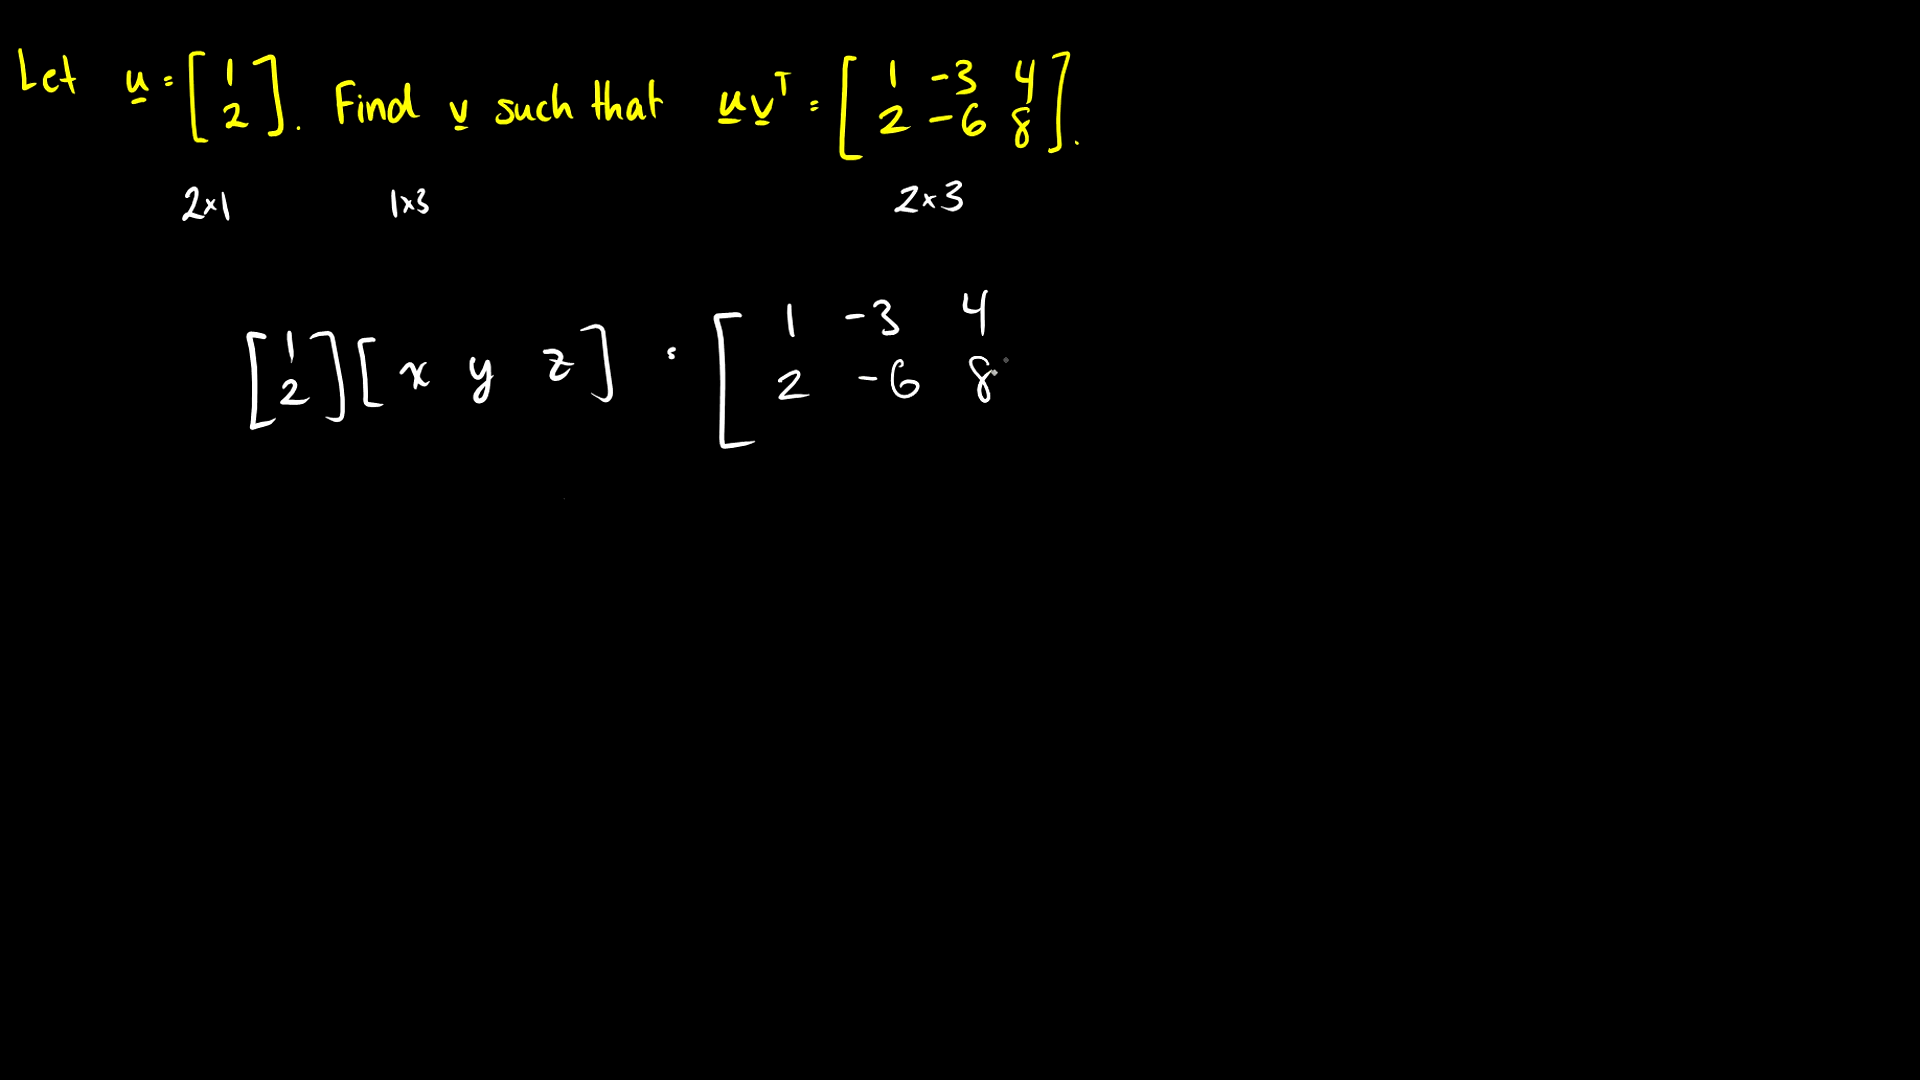 Let u = [1 2]. Find v such that uvᵀ = [1 -3 4 2 -6 8].
2×1 1×3 2×3
[1 2][x y z] = [1 -3 4 2 -6 8